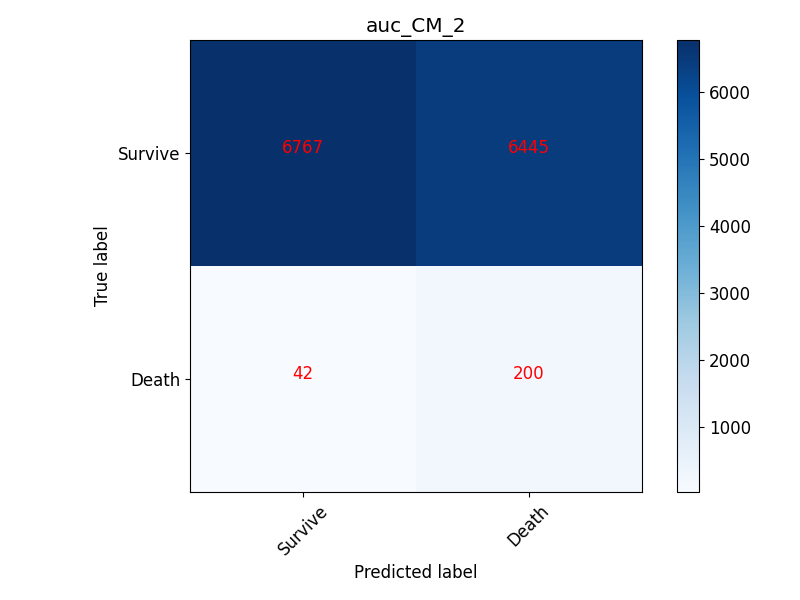 auc_CM_2
Survive
6767
6445
Death
42
200
True label
Survive
Death
Predicted label
6000
5000
4000
3000
2000
1000